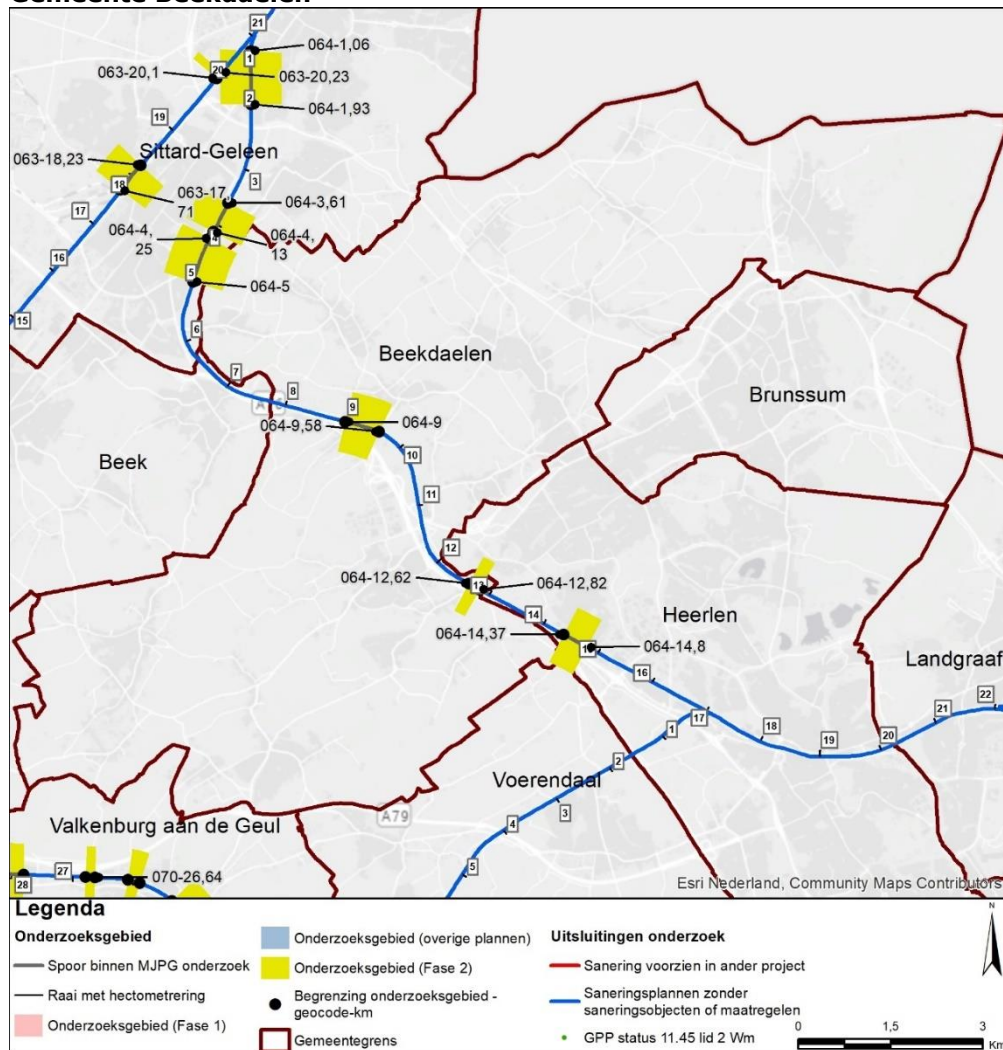 Gemeente Beekdaelen
21
064-1,06
1
063-20,1
20
063-20,23
2
064-1,93
19
Sittard-Geleen
063-18,23
3
18
063-17
71
064-3,61
17
064-4,
25
4
064-4,
13
16
5
064-5
15
6
Beekdaelen
7
8
Brunssum
9
064-9,58
064-9
10
Beek
11
12
064-12,62
13
064-12,82
14
Heerlen
064-14,37
064-14,8
16
Landgraaf
22
21
17
1
18
20
19
2
Voerendaal
3
A79
4
Valkenburg aan de Geul
5
27
070-26,64
28
Esri Nederland, Community Maps Contributors
Legenda
Onderzoeksgebied
Spoor binnen MJPG onderzoek
Raai met hectometrering
Onderzoeksgebied (Fase 1)
Onderzoeksgebied (overige plannen)
Onderzoeksgebied (Fase 2)
Begrenzing onderzoeksgebied -
geocode-km
Gemeentegrens
Uitsluitingen onderzoek
Sanering voorzien in ander project
Saneringsplannen zonder
saneringsobjecten of maatregelen
GPP status 11.45 lid 2 Wm
N
0 1,5 3
Km